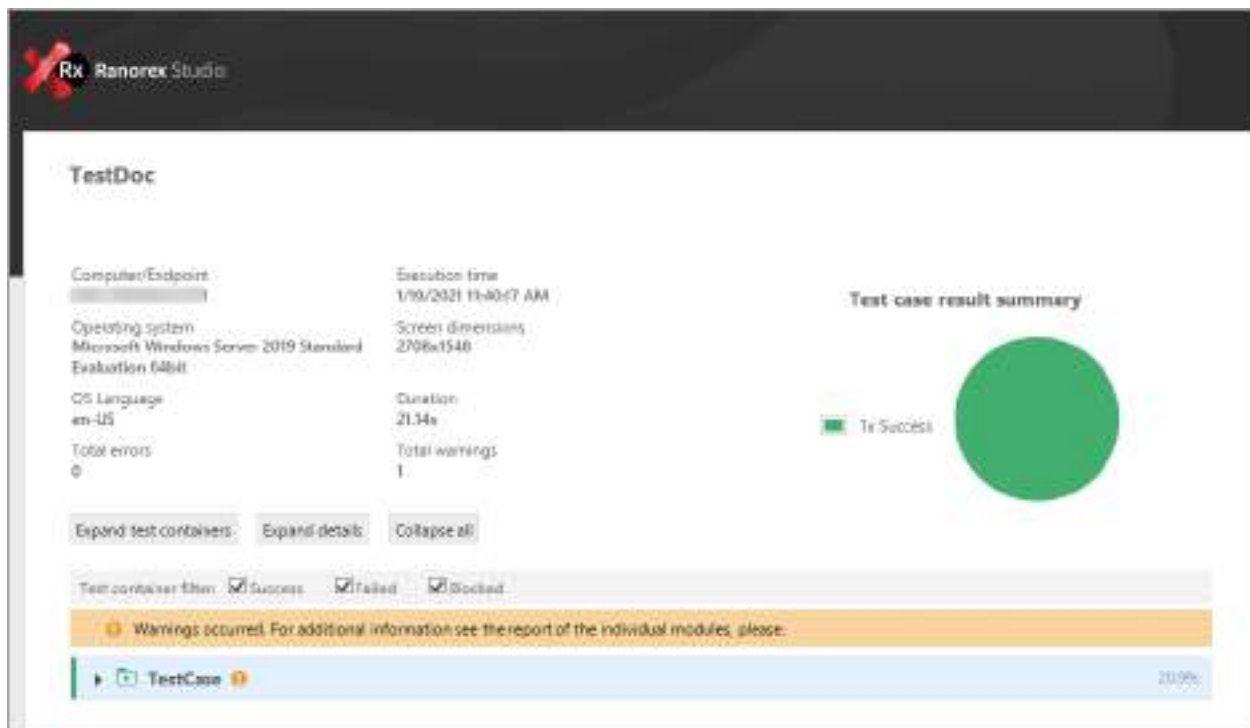 Rx Ranorex Studio
TestDoc
Computer/Endpoint
Execution time
1/19/2021 11:40:17 AM
Test case result summary
Operating system
Microsoft Windows Server 2019 Standard
Evaluation 64bit
Screen dimensions
2708x1548
OS Language
en-US
Duration
21.14s
1x Success
Total errors
0
Total warnings
1
Expand test containers
Expand details
Collapse all
Test container filter: Success Failed Blocked
Warnings occurred. For additional information see the report of the individual modules, please.
TestCase